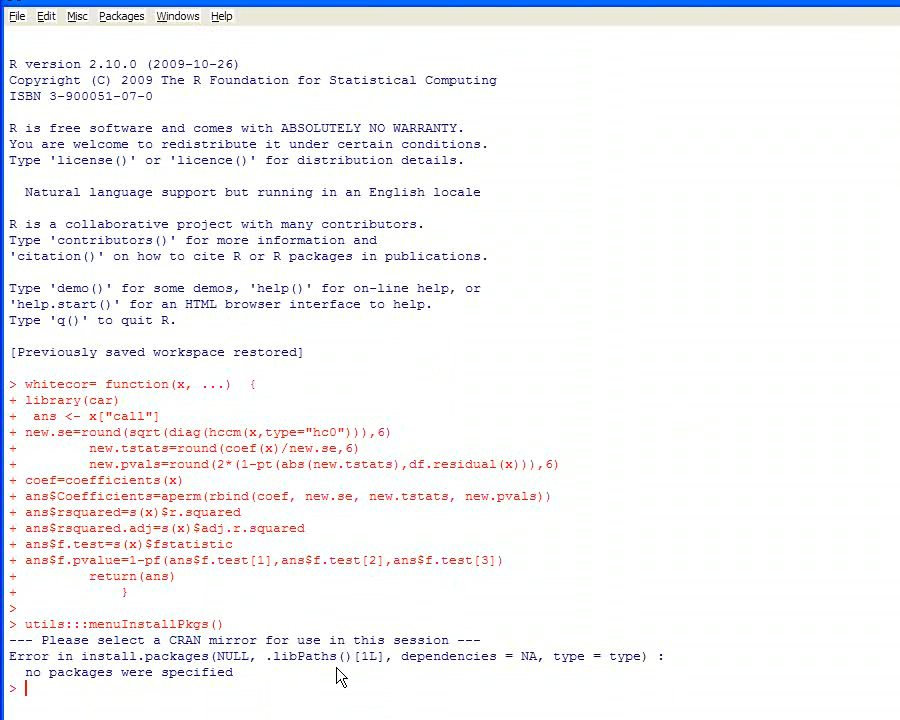 File Edit Misc Packages Windows Help
R version 2.10.0 (2009-10-26)
Copyright (C) 2009 The R Foundation for Statistical Computing
ISBN 3-900051-07-0
R is free software and comes with ABSOLUTELY NO WARRANTY.
You are welcome to redistribute it under certain conditions.
Type 'license()' or 'licence()' for distribution details.
Natural language support but running in an English locale
R is a collaborative project with many contributors.
Type 'contributors()' for more information and
'citation()' on how to cite R or R packages in publications.
Type 'demo()' for some demos, 'help()' for on-line help, or
'help.start()' for an HTML browser interface to help.
Type 'q()' to quit R.
[Previously saved workspace restored]
> whitecor= function(x, ...)  {
+ library(car)
+  ans <- x["call"]
+ new.se=round(sqrt(diag(hccm(x,type="hc0"))),6)
+         new.tstats=round(coef(x)/new.se,6)
+         new.pvals=round(2*(1-pt(abs(new.tstats),df.residual(x))),6)
+ coef=coefficients(x)
+ ans$Coefficients=aperm(rbind(coef, new.se, new.tstats, new.pvals))
+ ans$rsquared=s(x)$r.squared
+ ans$rsquared.adj=s(x)$adj.r.squared
+ ans$f.test=s(x)$fstatistic
+ ans$f.pvalue=1-pf(ans$f.test[1],ans$f.test[2],ans$f.test[3])
+         return(ans)
+             }
>
> utils:::menuInstallPkgs()
--- Please select a CRAN mirror for use in this session ---
Error in install.packages(NULL, .libPaths()[1L], dependencies = NA, type = type) :
  no packages were specified
>